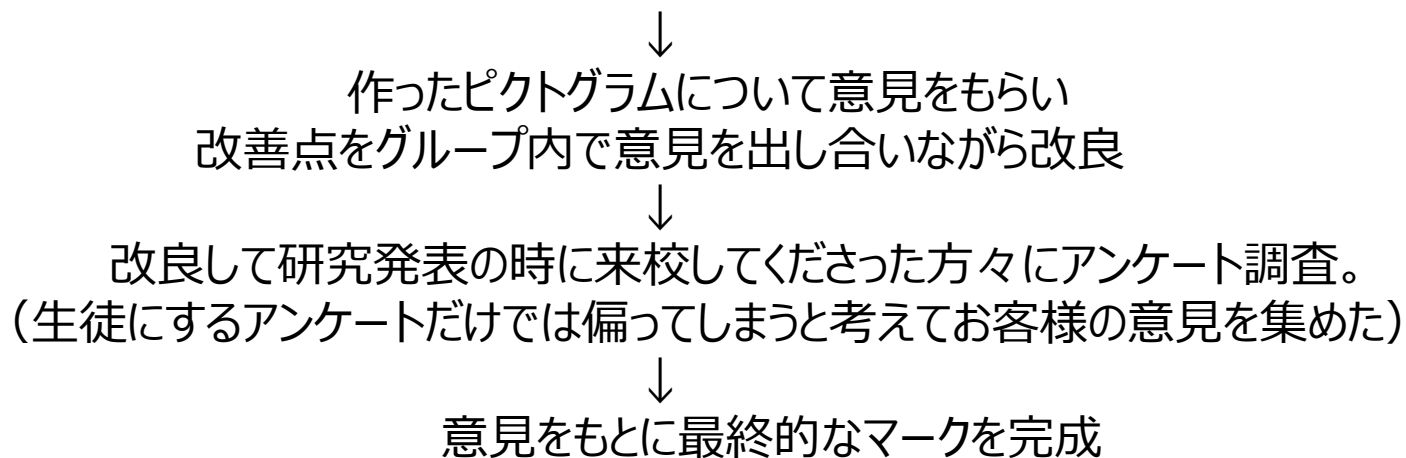 ↓
作ったピクトグラムについて意見をもらい
改善点をグループ内で意見を出し合いながら改良
↓
改良して研究発表の時に来校してくださった方々にアンケート調査。
（生徒にするアンケートだけでは偏ってしまうと考えてお客様の意見を集めた）
↓
意見をもとに最終的なマークを完成